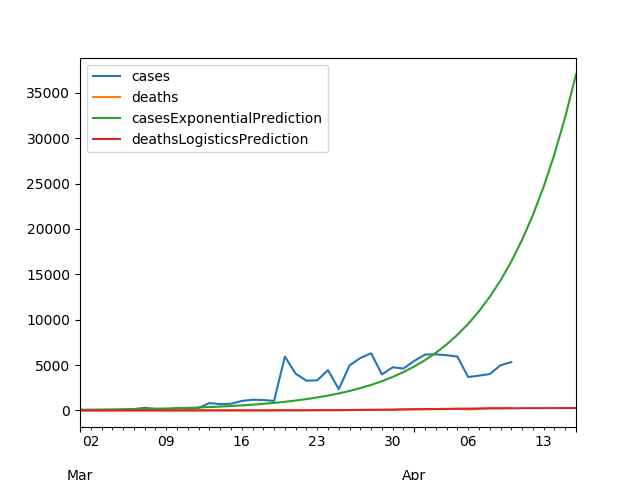 cases
deaths
casesExponentialPrediction
deathsLogisticsPrediction
35000
30000
25000
20000
15000
10000
5000
0
02 09 16 23 30 06 13
Mar Apr